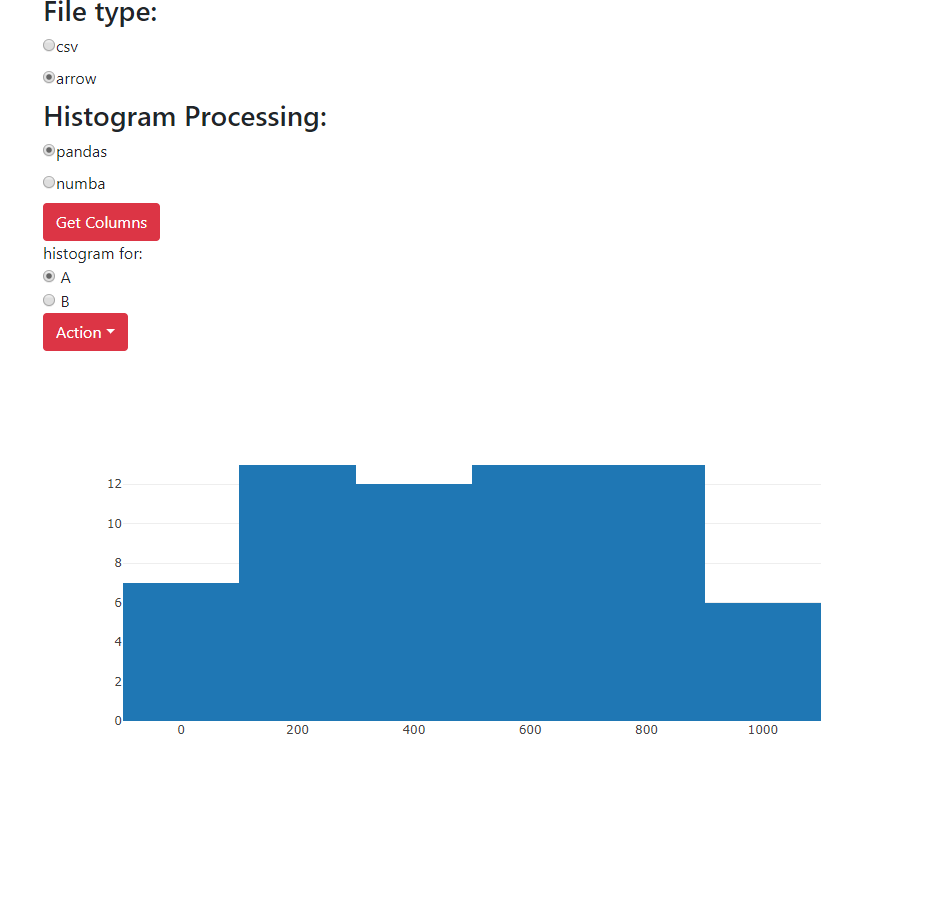 File type:
csv
arrow
Histogram Processing:
pandas
numba
Get Columns
histogram for:
A
B
Action
12
10
8
6
4
2
0
0 200 400 600 800 1000